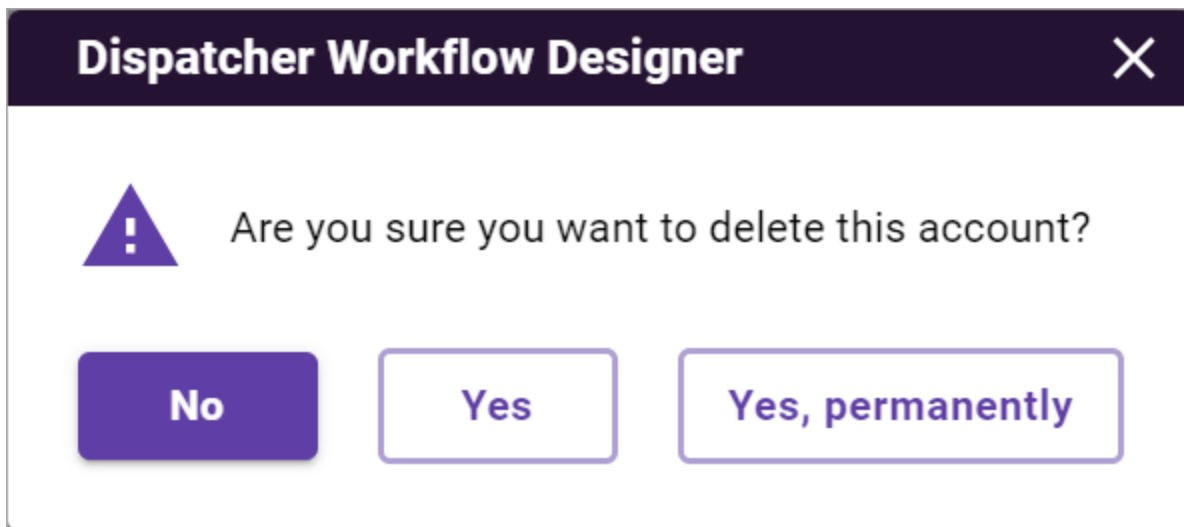 Dispatcher Workflow Designer
Are you sure you want to delete this account?
No
Yes
Yes, permanently